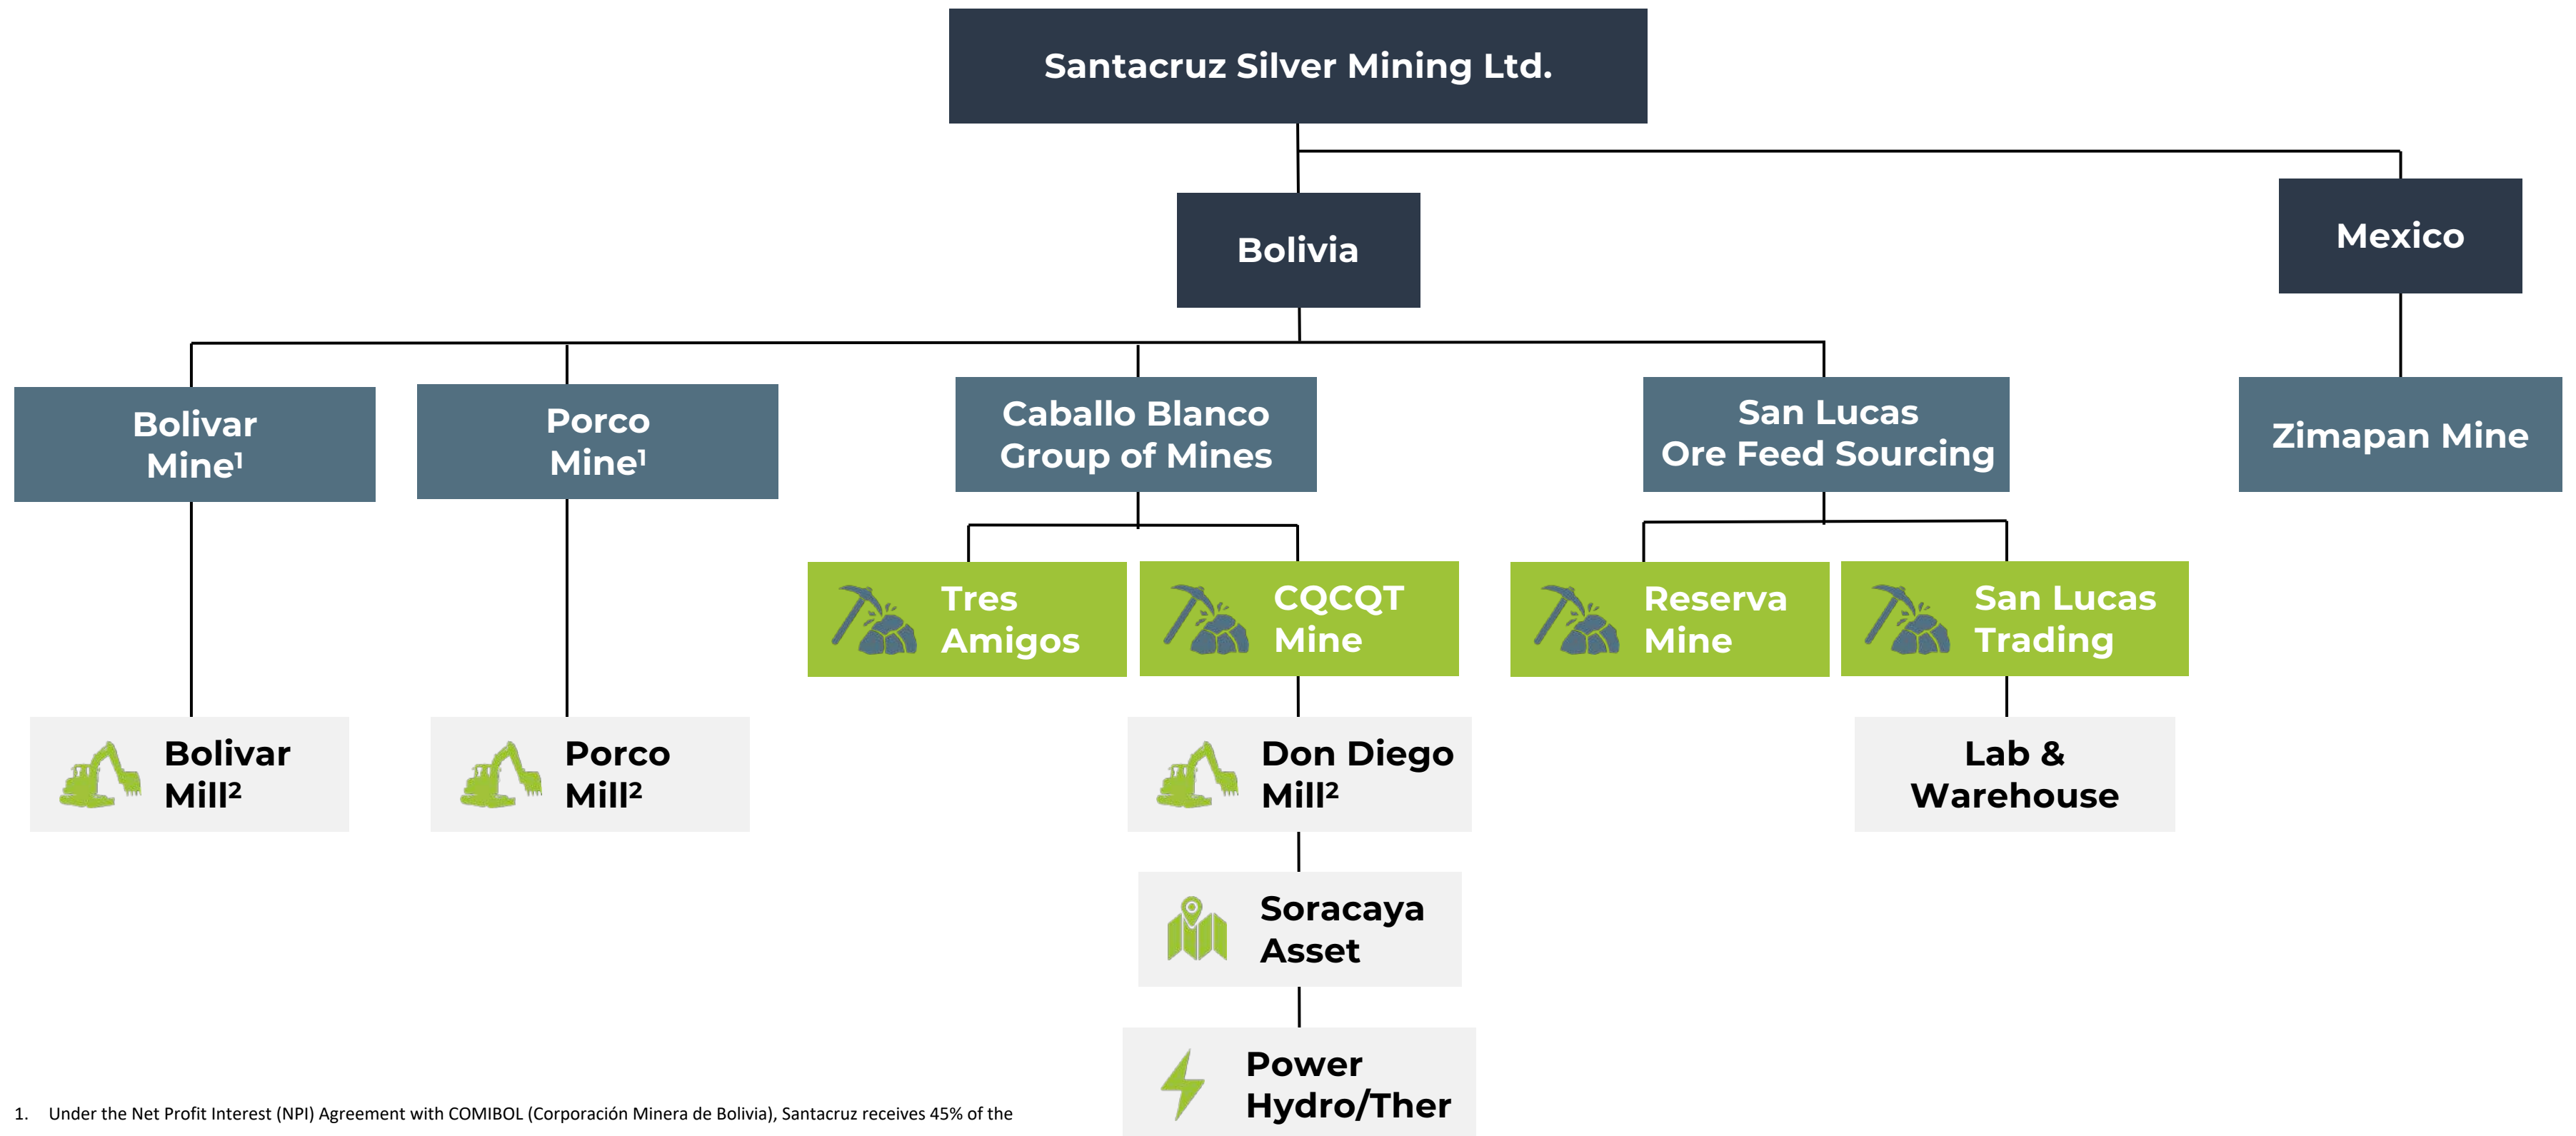 Santacruz Silver Mining Ltd.
Bolivia
Mexico
Bolivar
Mine¹
Porco
Mine¹
Caballo Blanco
Group of Mines
San Lucas
Ore Feed Sourcing
Zimapan Mine
Tres
Amigos
CQCQT
Mine
Reserva
Mine
San Lucas
Trading
Bolivar
Mill²
Porco
Mill²
Don Diego
Mill²
Lab &
Warehouse
Soracaya
Asset
Power
Hydro/Ther
1. Under the Net Profit Interest (NPI) Agreement with COMIBOL (Corporación Minera de Bolivia), Santacruz receives 45% of the